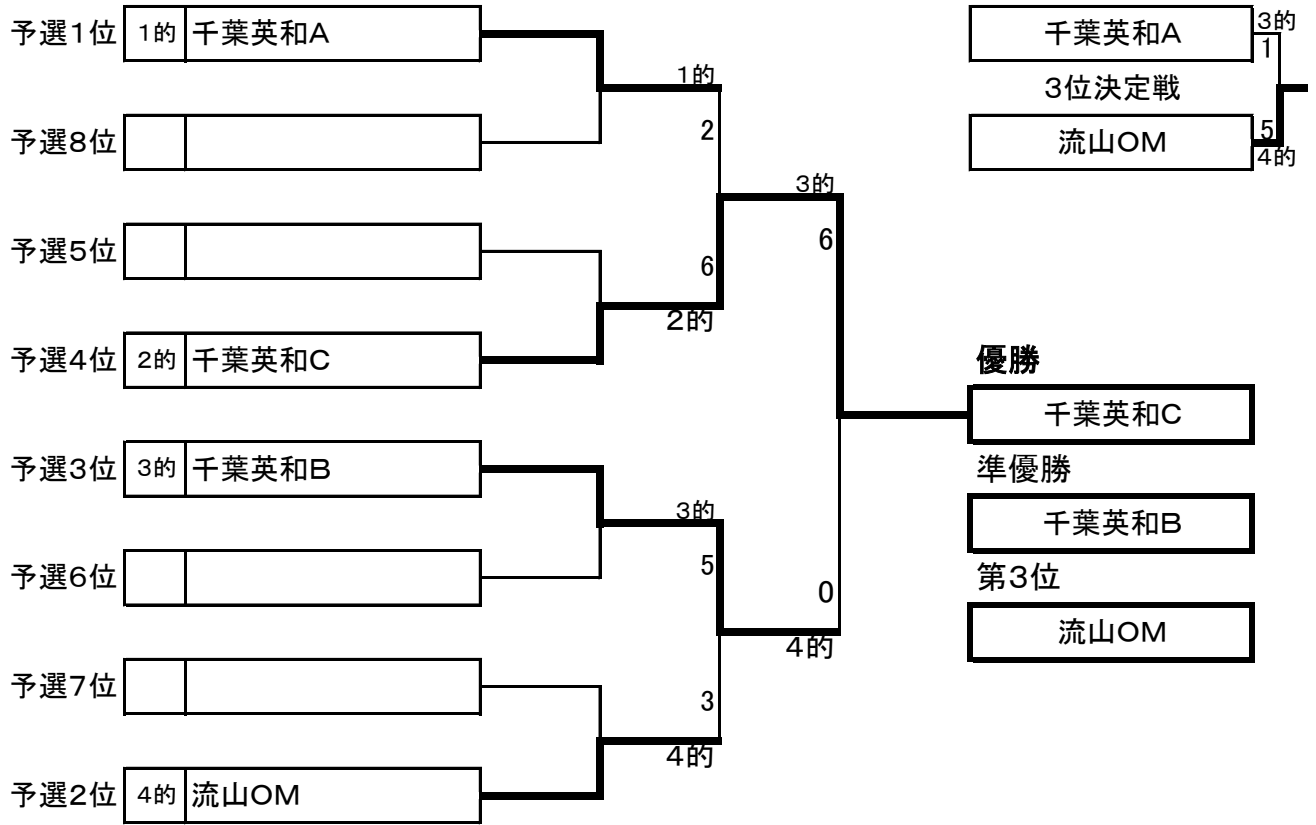 予選1位 1的 千葉英和A
予選8位
予選5位
予選4位 2的 千葉英和C
予選3位 3的 千葉英和B
予選6位
予選7位
予選2位 4的 流山OM
1的
2
6
2的
3的
5
3
4的
3的
6
0
4的
千葉英和A 3的
1
3位決定戦
流山OM 5
4的
優勝
千葉英和C
準優勝
千葉英和B
第3位
流山OM